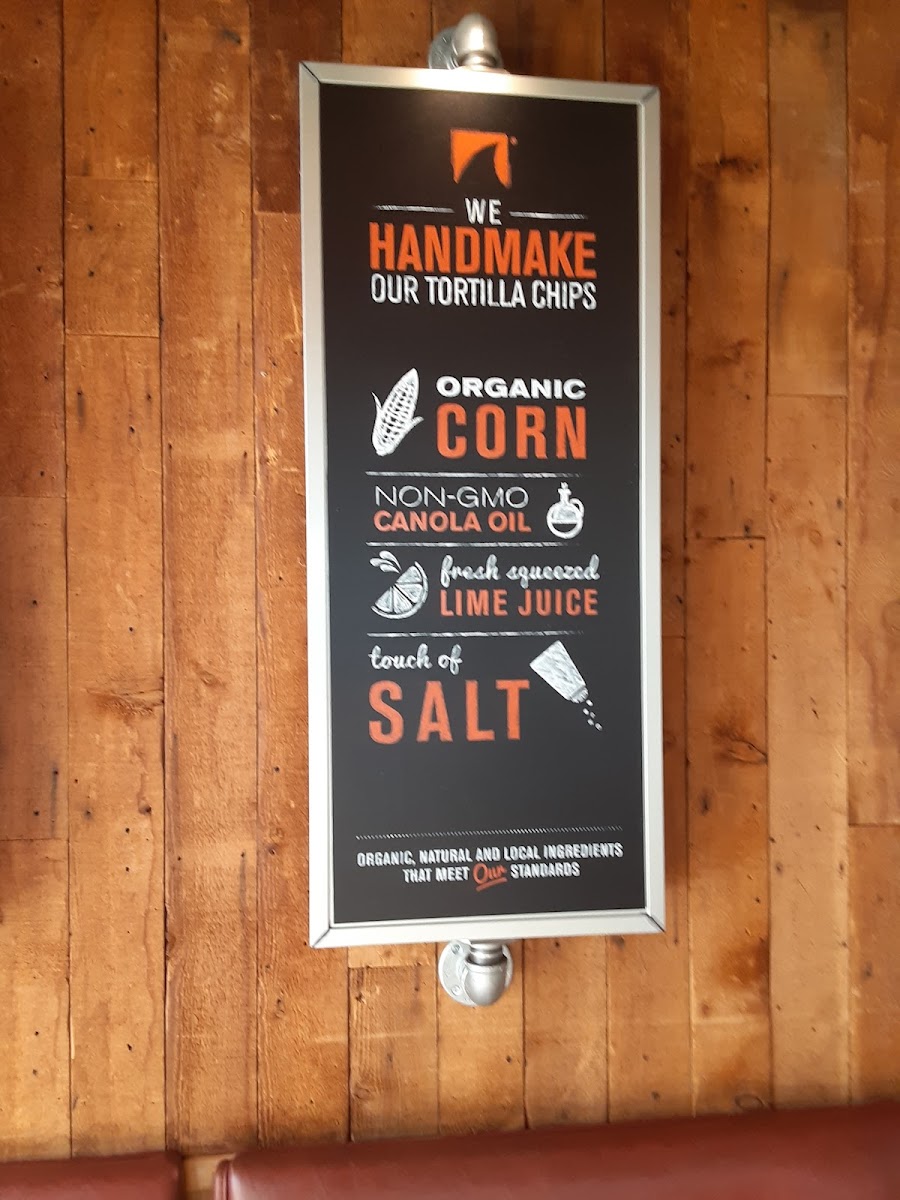 WE
HANDMAKE
OUR TORTILLA CHIPS
ORGANIC
CORN
NON-GMO
CANOLA OIL
fresh squeezed
LIME JUICE
touch of
SALT
ORGANIC, NATURAL AND LOCAL INGREDIENTS
THAT MEET Our STANDARDS